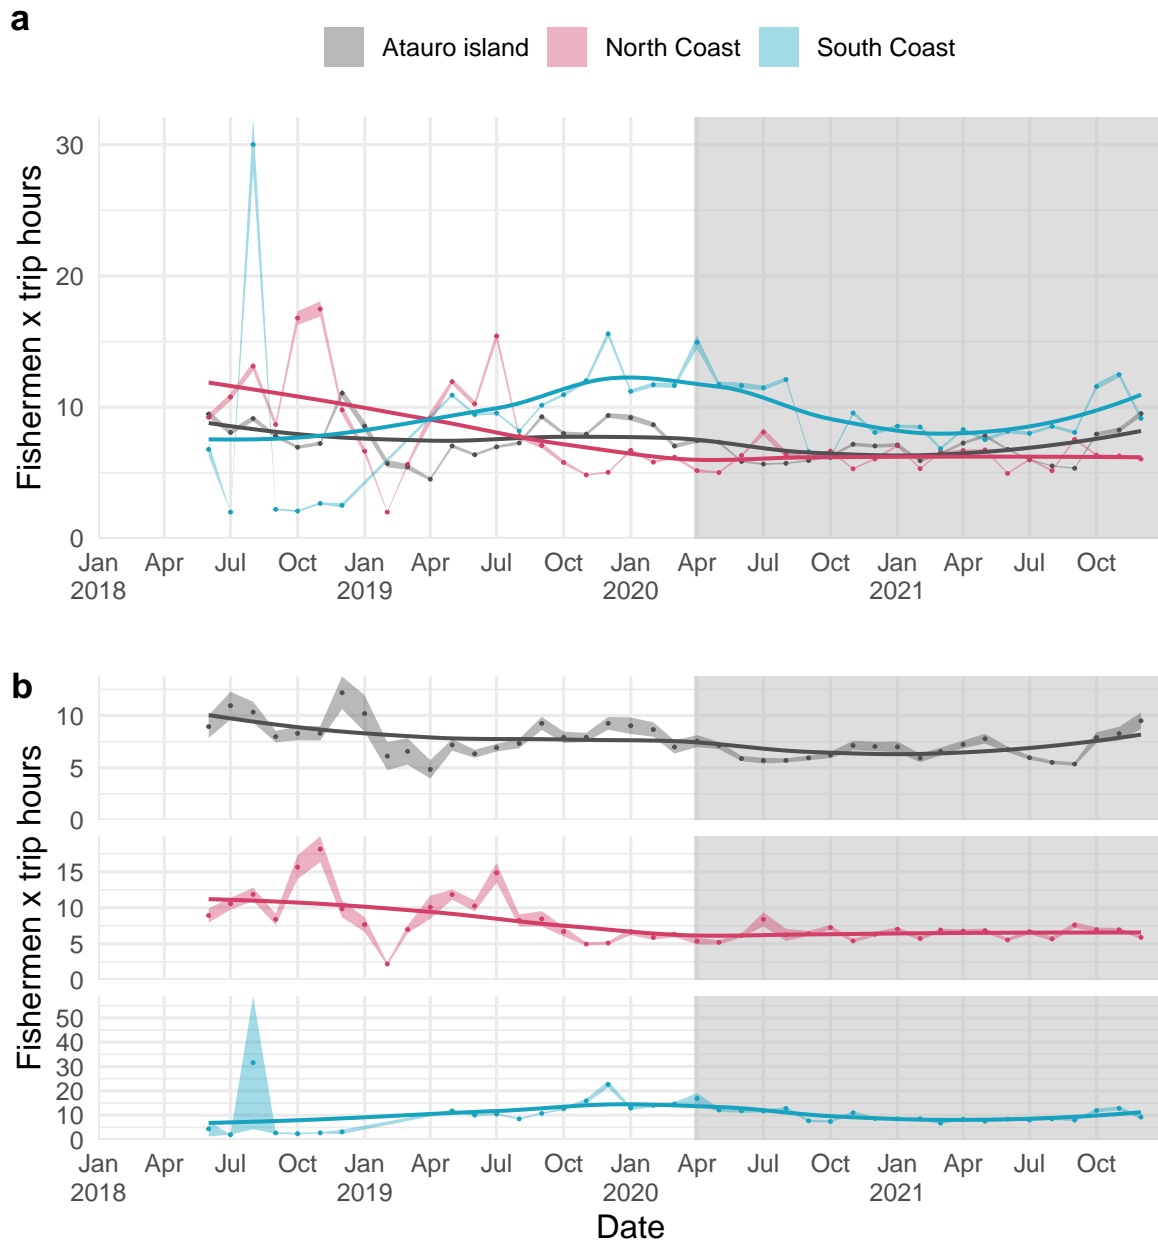 a
Atauro island North Coast South Coast
Fishermen x trip hours
30
20
10
0
Jan Apr Jul Oct Jan Apr Jul Oct Jan Apr Jul Oct Jan Apr Jul Oct
2018 2019 2020 2021
b
Fishermen x trip hours
10
5
0
15
10
5
0
50
40
30
20
10
0
Jan Apr Jul Oct Jan Apr Jul Oct Jan Apr Jul Oct Jan Apr Jul Oct
2018 2019 2020 2021
Date